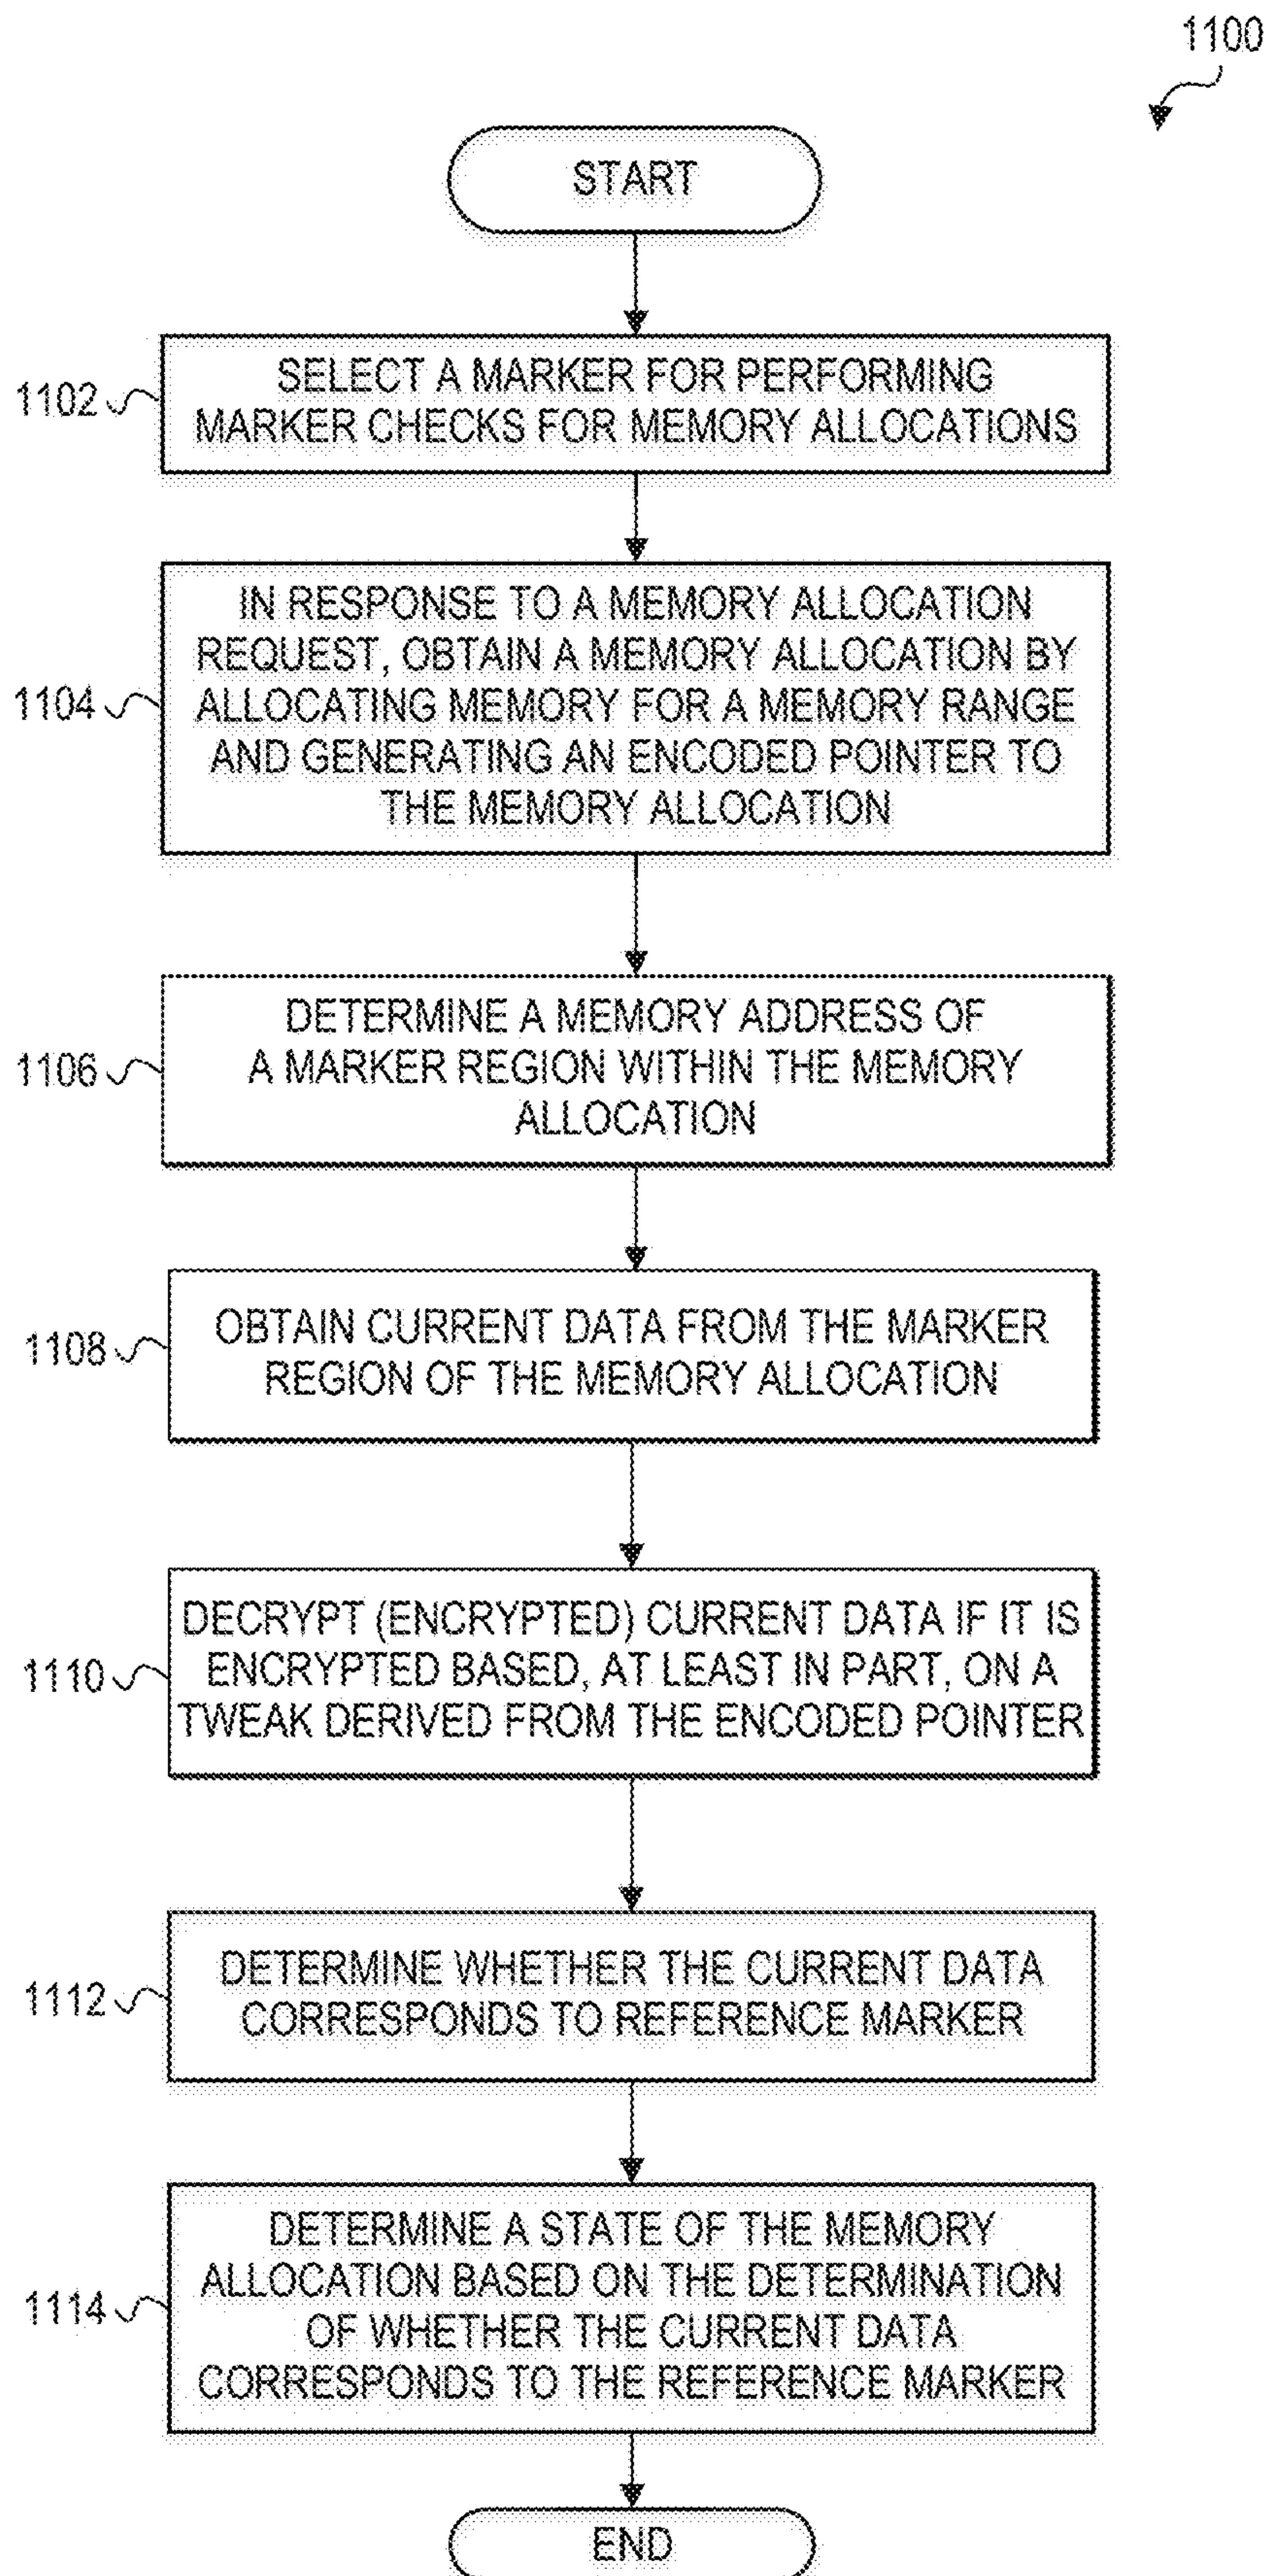 1100
START
1102
SELECT A MARKER FOR PERFORMING
MARKER CHECKS FOR MEMORY ALLOCATIONS
1104
IN RESPONSE TO A MEMORY ALLOCATION
REQUEST, OBTAIN A MEMORY ALLOCATION BY
ALLOCATING MEMORY FOR A MEMORY RANGE
AND GENERATING AN ENCODED POINTER TO
THE MEMORY ALLOCATION
1106
DETERMINE A MEMORY ADDRESS OF
A MARKER REGION WITHIN THE MEMORY
ALLOCATION
1108
OBTAIN CURRENT DATA FROM THE MARKER
REGION OF THE MEMORY ALLOCATION
1110
DECRYPT (ENCRYPTED) CURRENT DATA IF IT IS
ENCRYPTED BASED, AT LEAST IN PART, ON A
TWEAK DERIVED FROM THE ENCODED POINTER
1112
DETERMINE WHETHER THE CURRENT DATA
CORRESPONDS TO REFERENCE MARKER
1114
DETERMINE A STATE OF THE MEMORY
ALLOCATION BASED ON THE DETERMINATION
OF WHETHER THE CURRENT DATA
CORRESPONDS TO THE REFERENCE MARKER
END